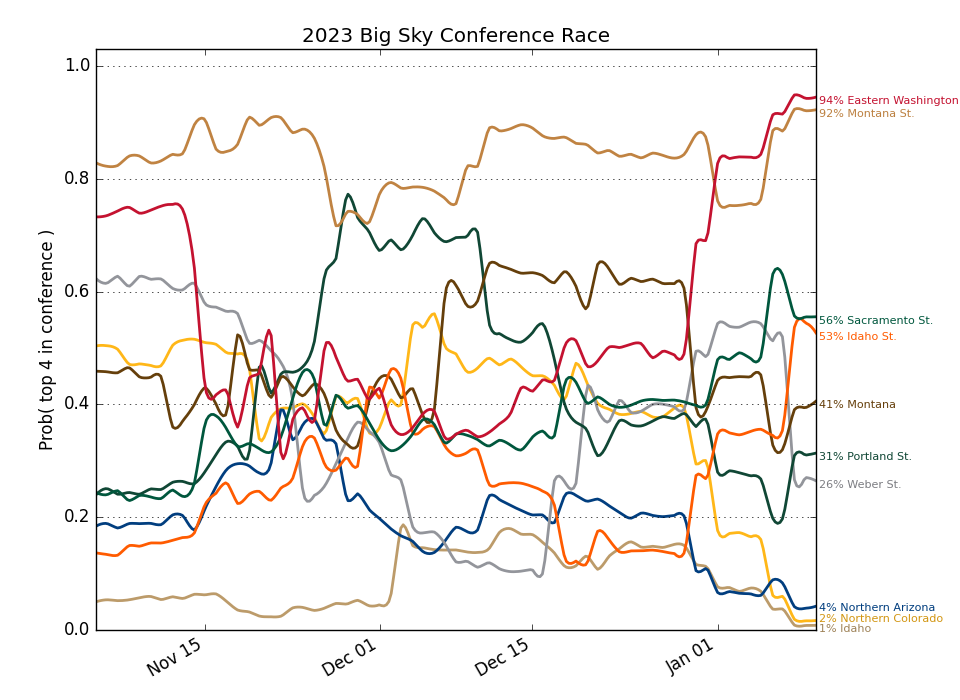 2023 Big Sky Conference Race
Prob( top 4 in conference )
1.0
0.8
0.6
0.4
0.2
0.0
Nov 15
Dec 01
Dec 15
Jan 01
94% Eastern Washington
92% Montana St.
56% Sacramento St.
53% Idaho St.
41% Montana
31% Portland St.
26% Weber St.
4% Northern Arizona
2% Northern Colorado
1% Idaho